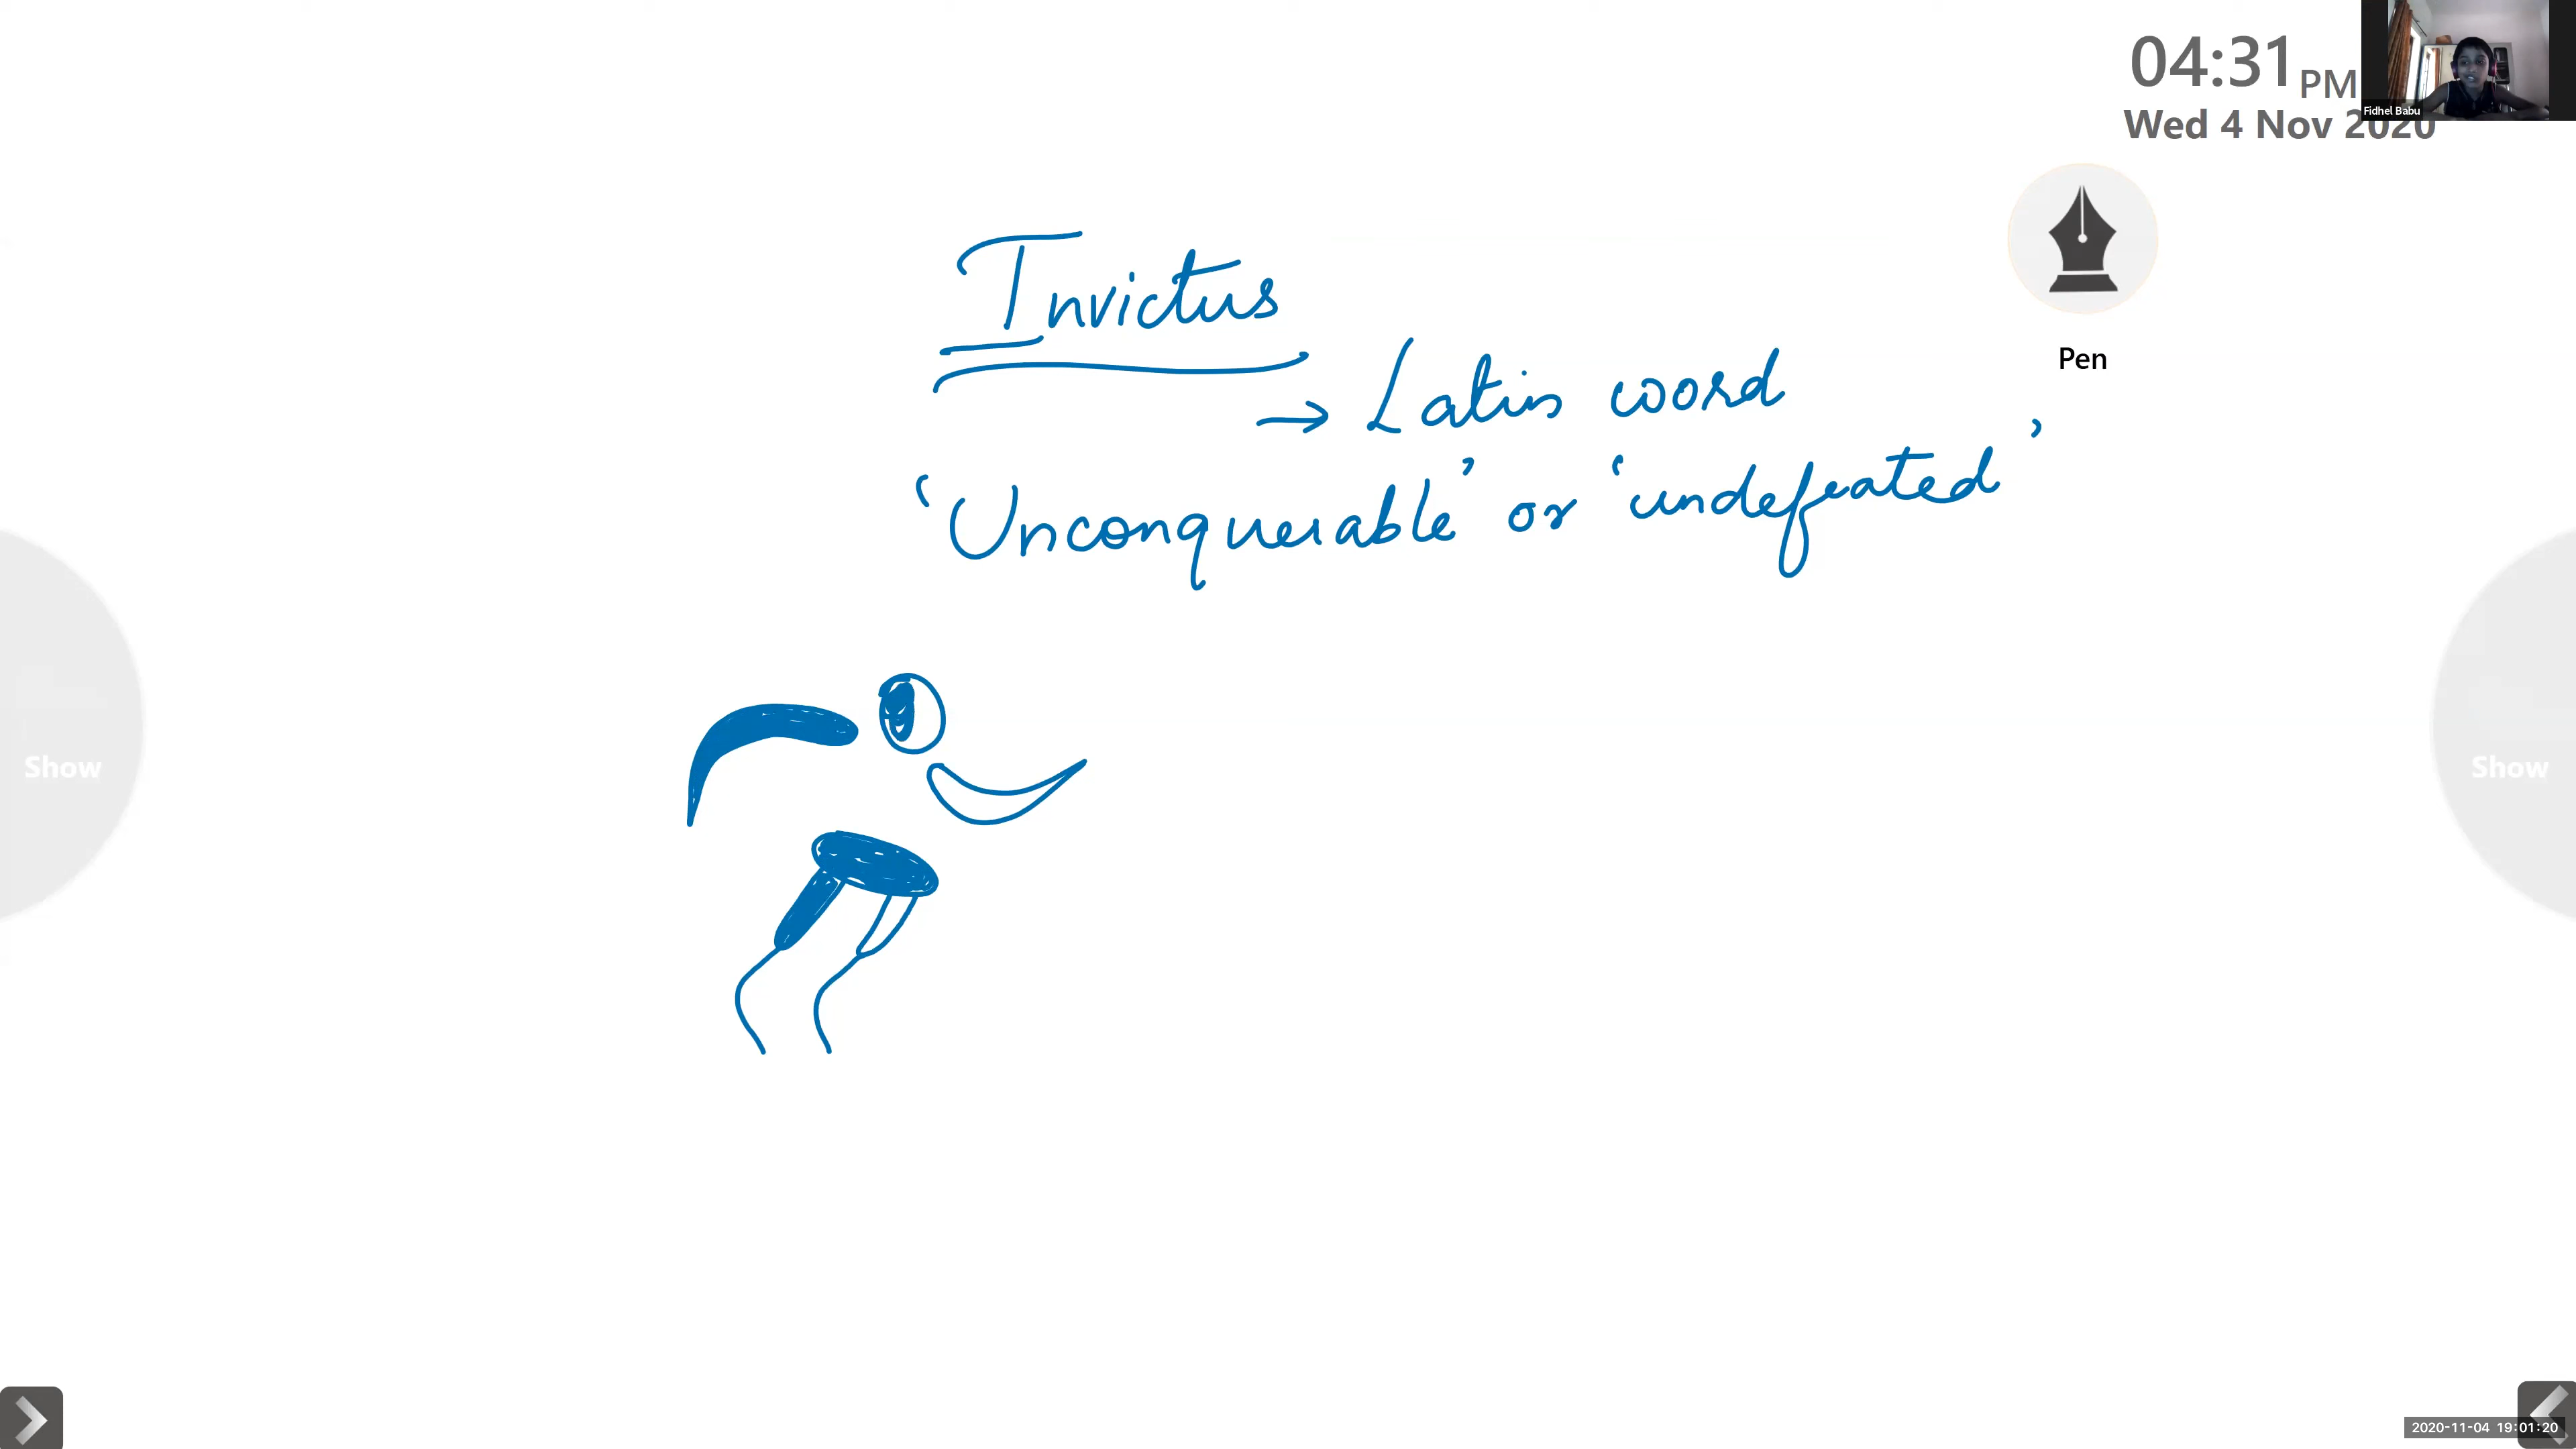 04:31 PM
Fidhel Babu
Wed 4 Nov 2020
Invictus
Pen
→ Latin word
‘Unconquerable’ or ‘undefeated’
Show
Show
2020-11-04 19:01:20